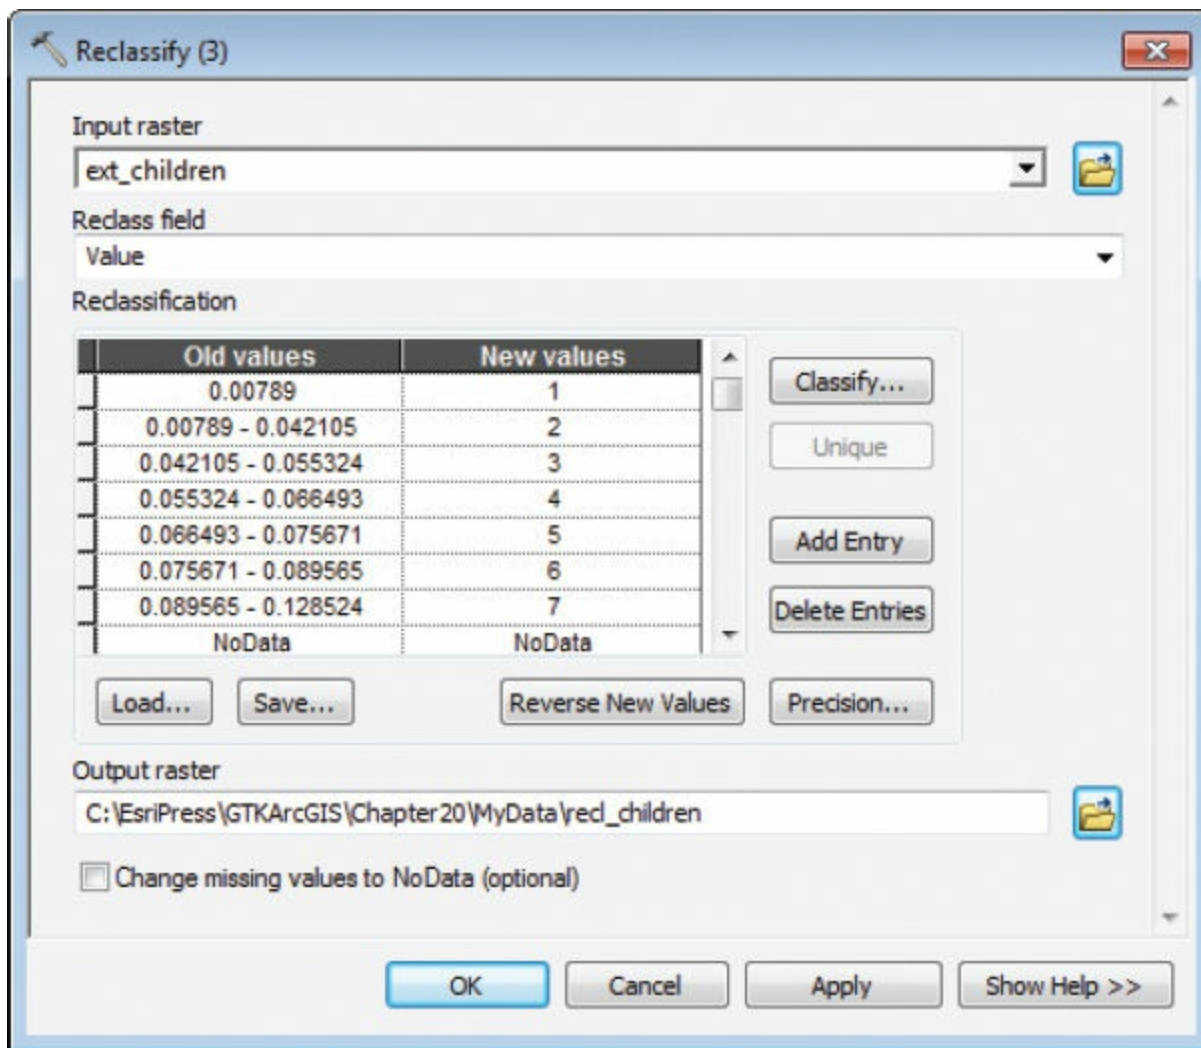 Reclassify (3)
Input raster
ext_children
Reclass field
Value
Reclassification
Old values New values
0.00789 1
0.00789 - 0.042105 2
0.042105 - 0.055324 3
0.055324 - 0.066493 4
0.066493 - 0.075671 5
0.075671 - 0.089565 6
0.089565 - 0.128524 7
NoData NoData
Classify...
Unique
Add Entry
Delete Entries
Load... Save... Reverse New Values Precision...
Output raster
C:\EsriPress\GTKArcGIS\Chapter20\MyData\recl_children
Change missing values to NoData (optional)
OK Cancel Apply Show Help >>